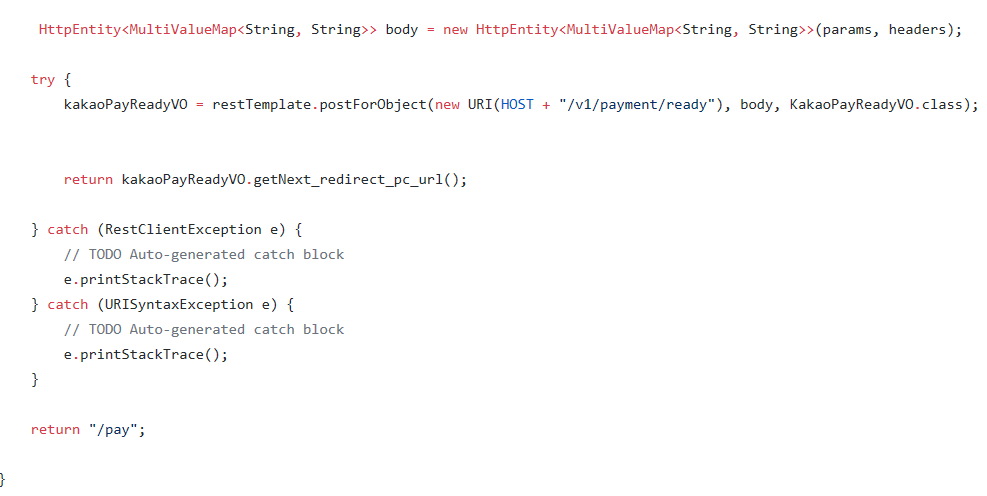 HttpEntity<MultiValueMap<String, String>> body = new HttpEntity<MultiValueMap<String, String>>(params, headers);
try {
kakaoPayReadyVO = restTemplate.postForObject(new URI(HOST + "/v1/payment/ready"), body, KakaoPayReadyVO.class);
return kakaoPayReadyVO.getNext_redirect_pc_url();
} catch (RestClientException e) {
// TODO Auto-generated catch block
e.printStackTrace();
} catch (URISyntaxException e) {
// TODO Auto-generated catch block
e.printStackTrace();
}
return "/pay";
}